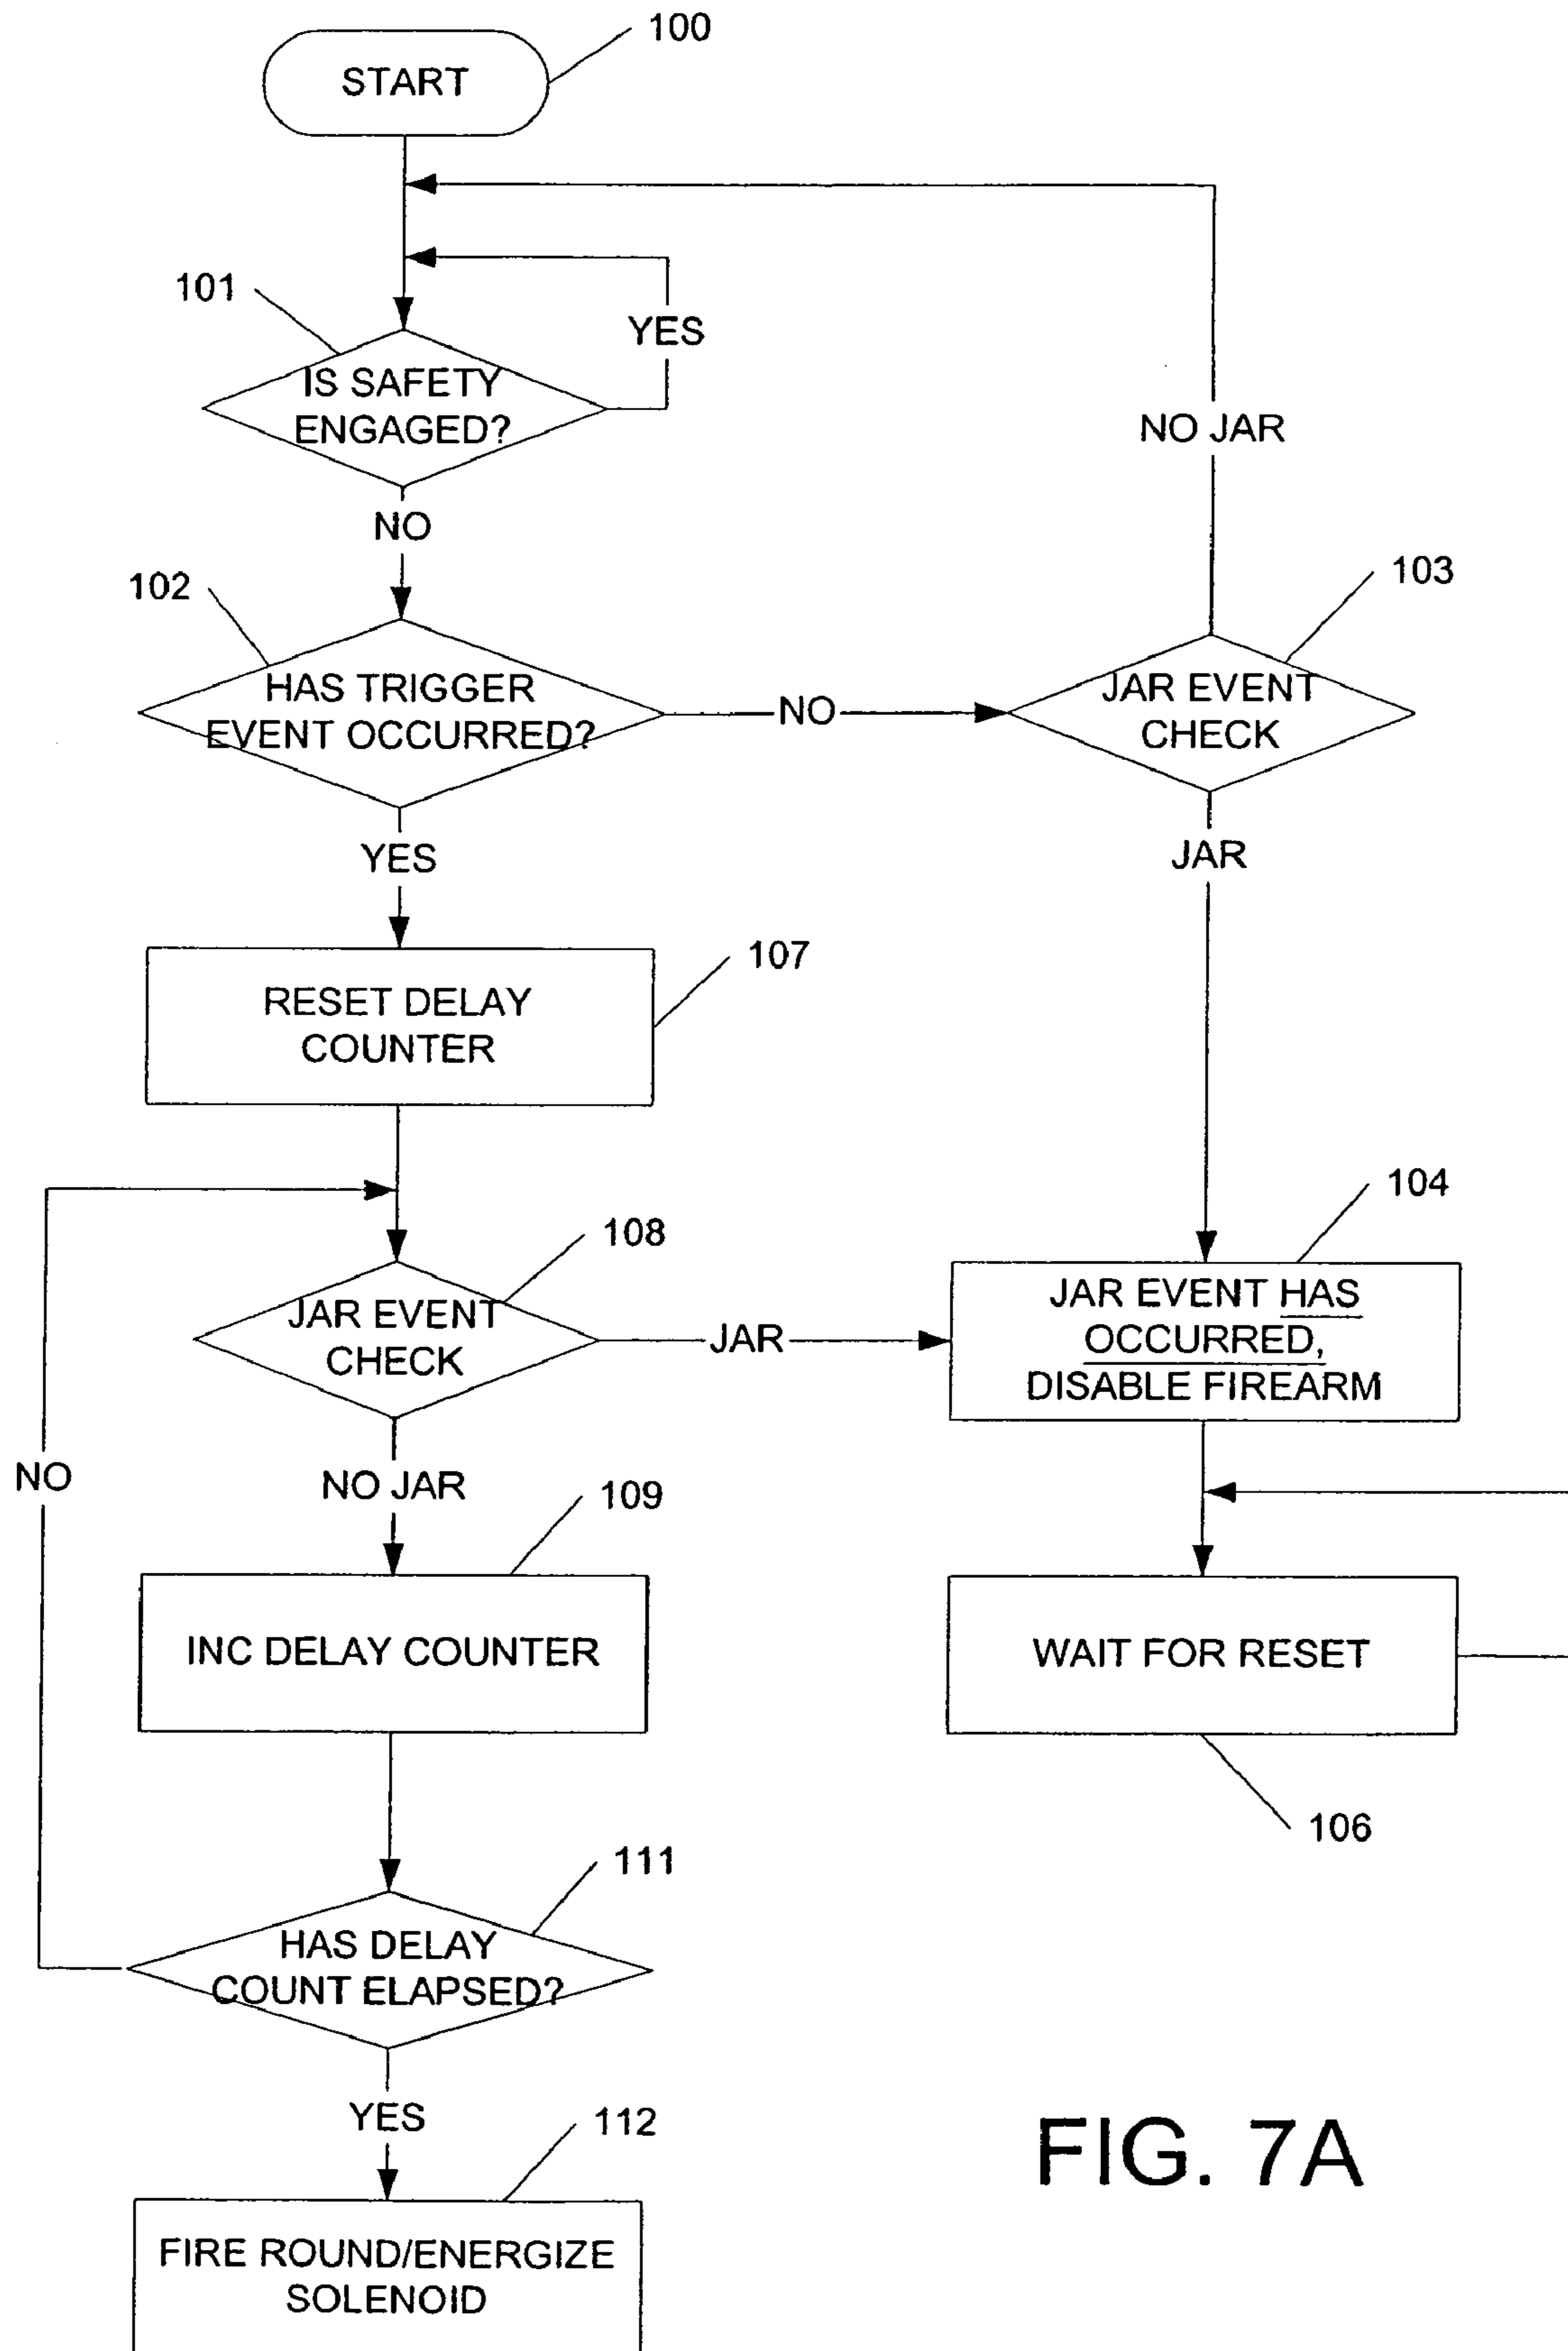 100
START
101
IS SAFETY
ENGAGED?
YES
NO JAR
NO
102
103
HAS TRIGGER
EVENT OCCURRED?
NO
JAR EVENT
CHECK
YES
JAR
107
RESET DELAY
COUNTER
104
108
JAR EVENT
CHECK
JAR
JAR EVENT HAS
OCCURRED,
DISABLE FIREARM
NO
NO JAR
109
INC DELAY COUNTER
WAIT FOR RESET
106
111
HAS DELAY
COUNT ELAPSED?
YES
112
FIRE ROUND/ENERGIZE
SOLENOID
FIG. 7A